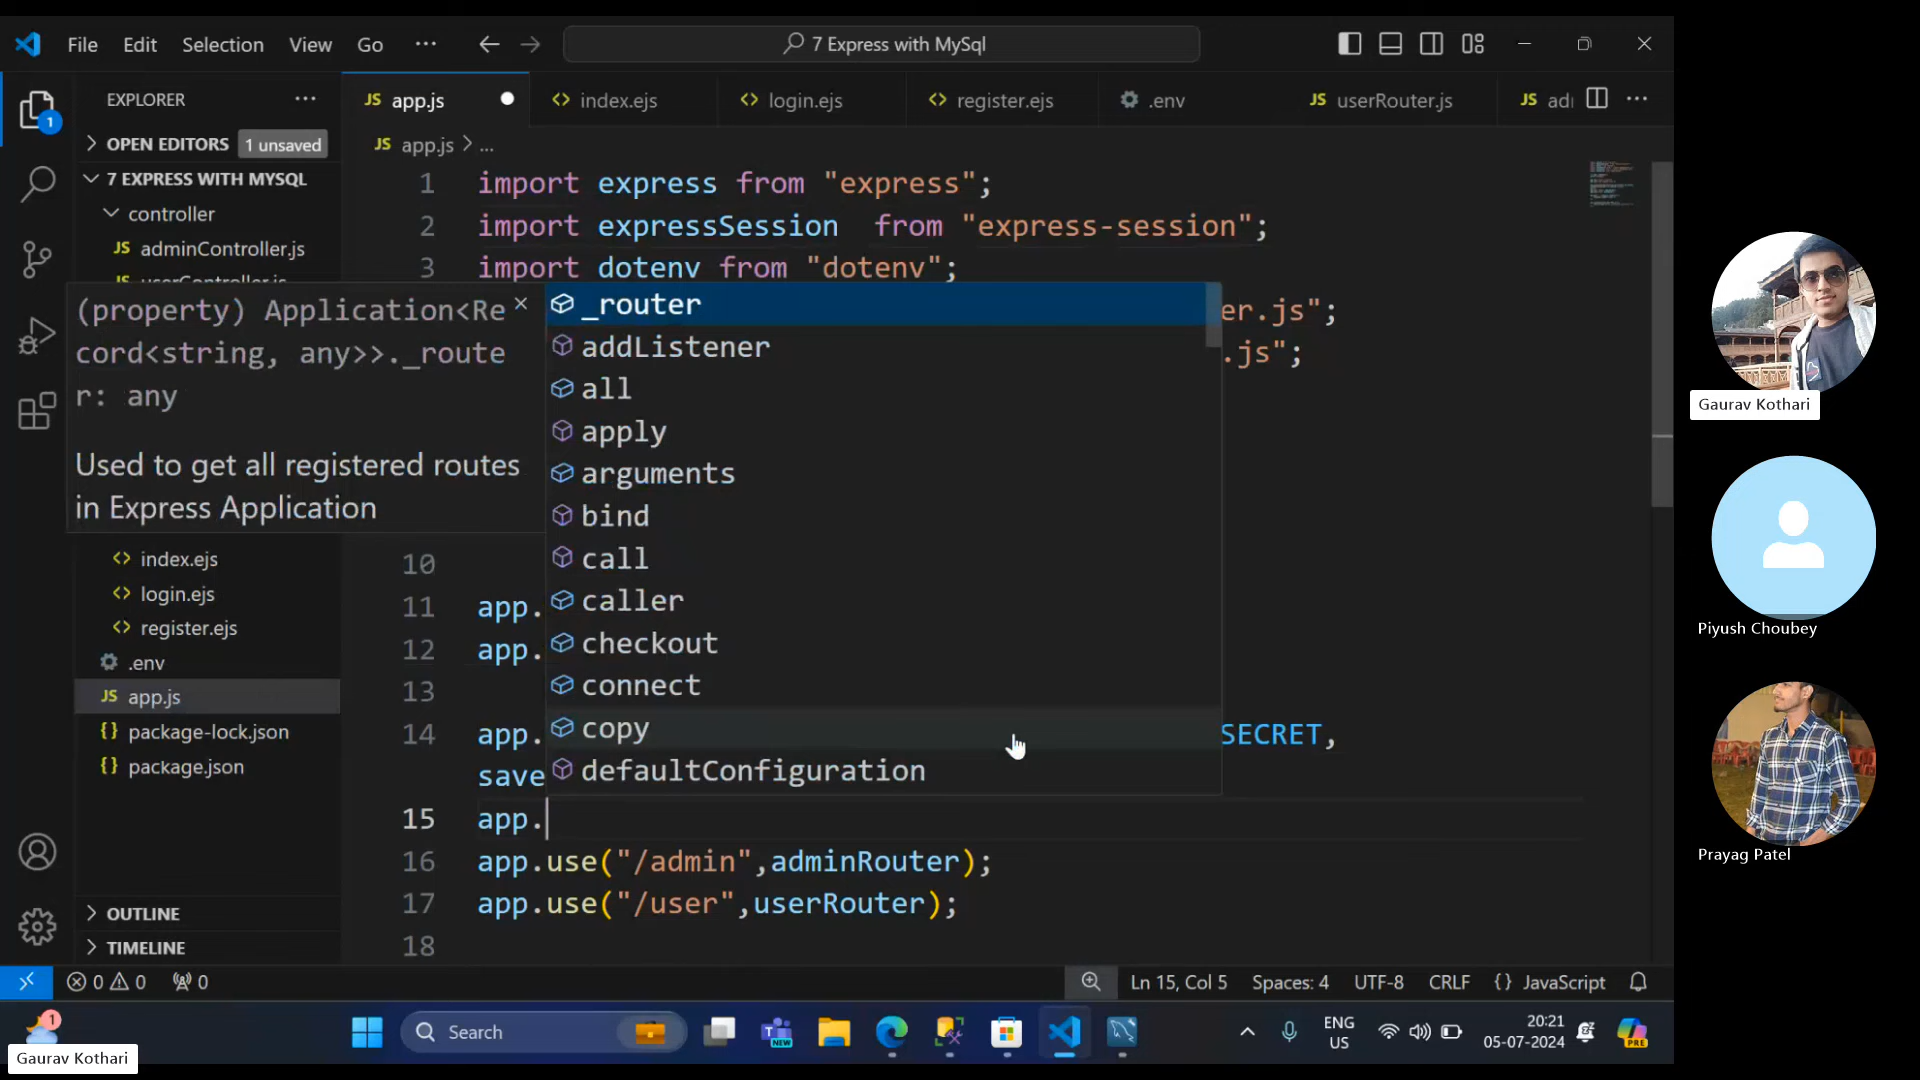 File Edit Selection View Go ... 7 Express with MySql
EXPLORER ...
JS app.js
index.ejs
login.ejs
register.ejs
.env
JS userRouter.js
JS adı
...
1
OPEN EDITORS 1 unsaved
JS app.js > ...
7 EXPRESS WITH MYSQL
controller
JS adminController.js
1 import express from "express";
2 import expressSession from "express-session";
3 import dotenv from "dotenv";
er.js";
.js";
(property) Application<Re
cord<string, any>>._route
r: any
Used to get all registered routes
in Express Application
_router
addListener
all
apply
arguments
bind
call
caller
checkout
connect
copy
defaultConfiguration
index.ejs
login.ejs
register.ejs
.env
JS app.js
{} package-lock.json
{} package.json
OUTLINE
TIMELINE
10
11 app.
12 app.
13
14 app. SECRET,
save
15 app.
16 app.use("/admin",adminRouter);
17 app.use("/user",userRouter);
18
0 0 0
Ln 15, Col 5 Spaces: 4 UTF-8 CRLF {} JavaScript
1
Search
NEW
ENG
US
20:21
05-07-2024
PRE
Gaurav Kothari
Gaurav Kothari
Piyush Choubey
Prayag Patel